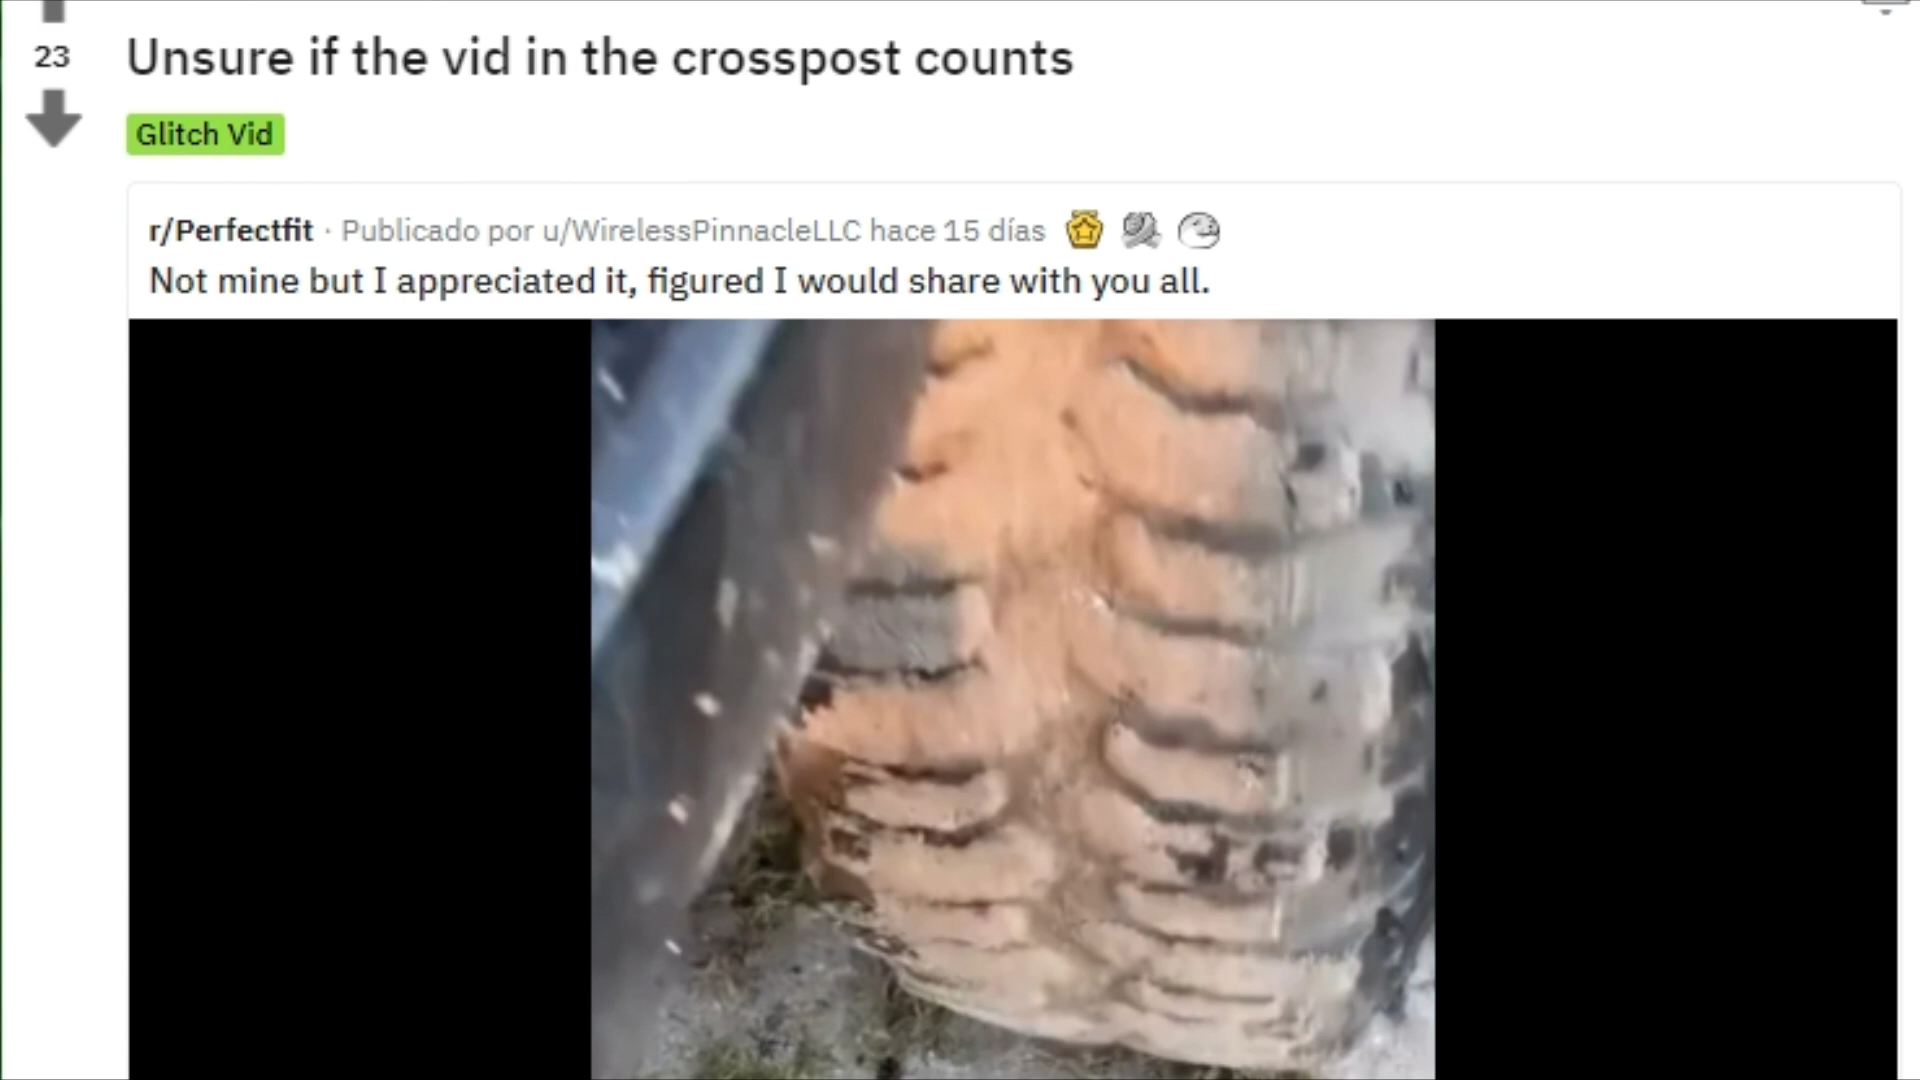 23
Unsure if the vid in the crosspost counts
Glitch Vid
r/Perfectfit · Publicado por u/WirelessPinnacleLLC hace 15 días
Not mine but I appreciated it, figured I would share with you all.